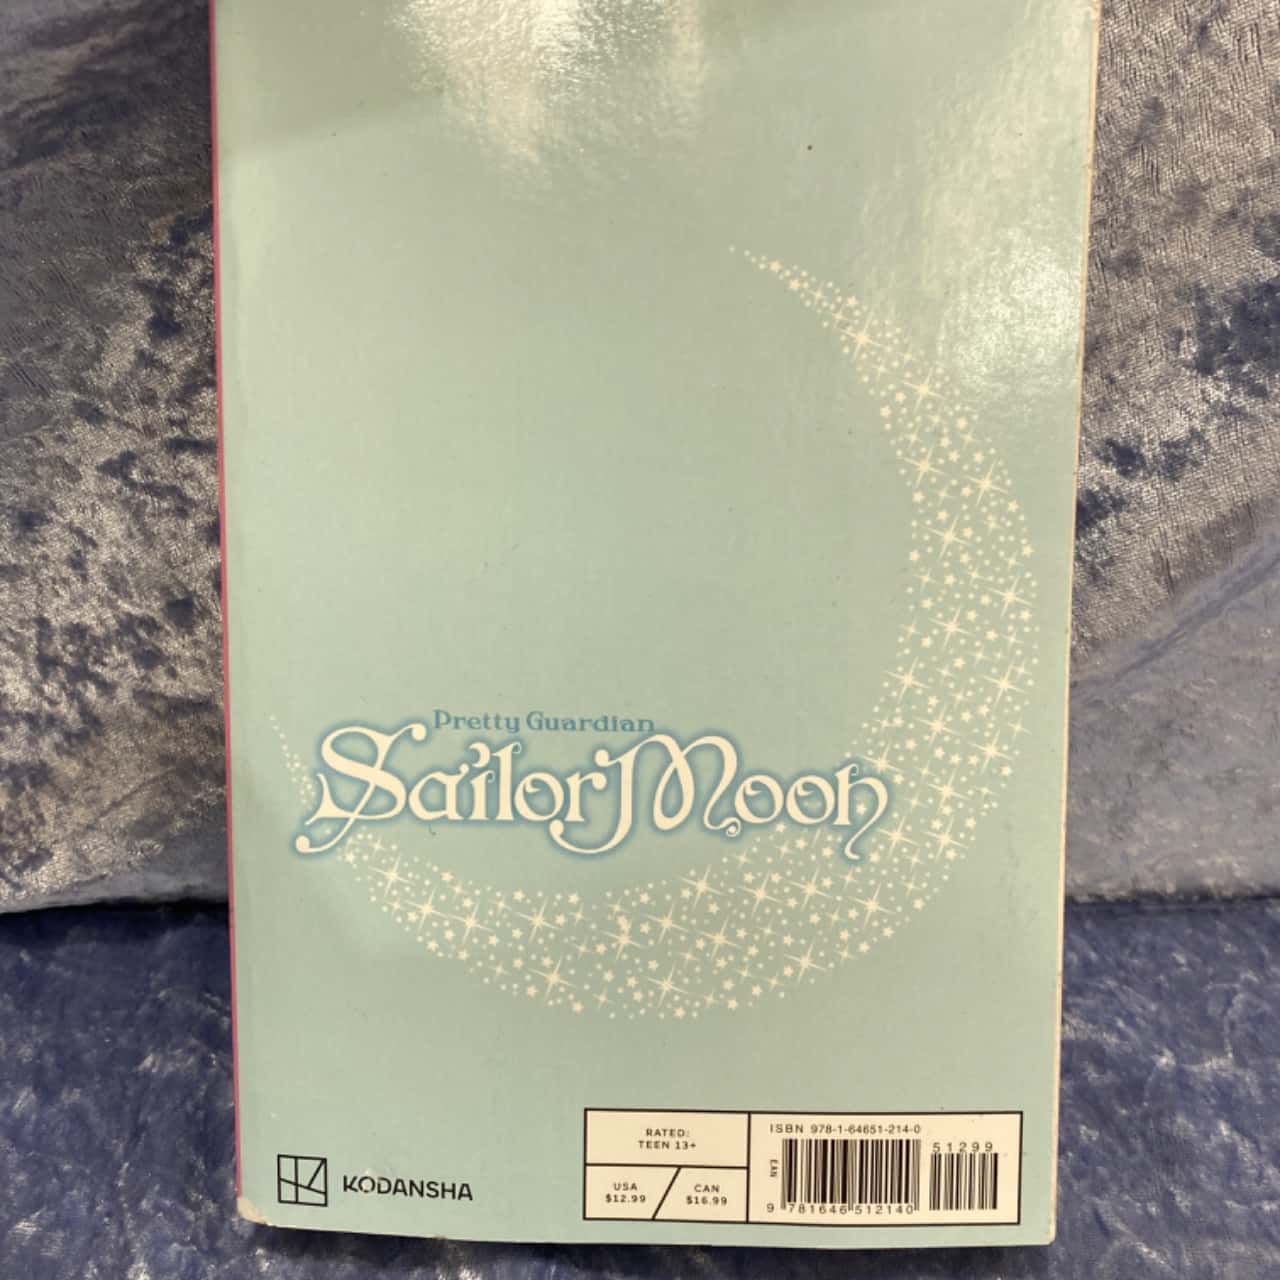 Pretty Guardian
Sailor Moon
KODANSHA
RATED:
TEEN 13+
USA
$12.99
CAN
$16.99
ISBN 978-1-64651-214-0
51299
EAN
9 781646 512140